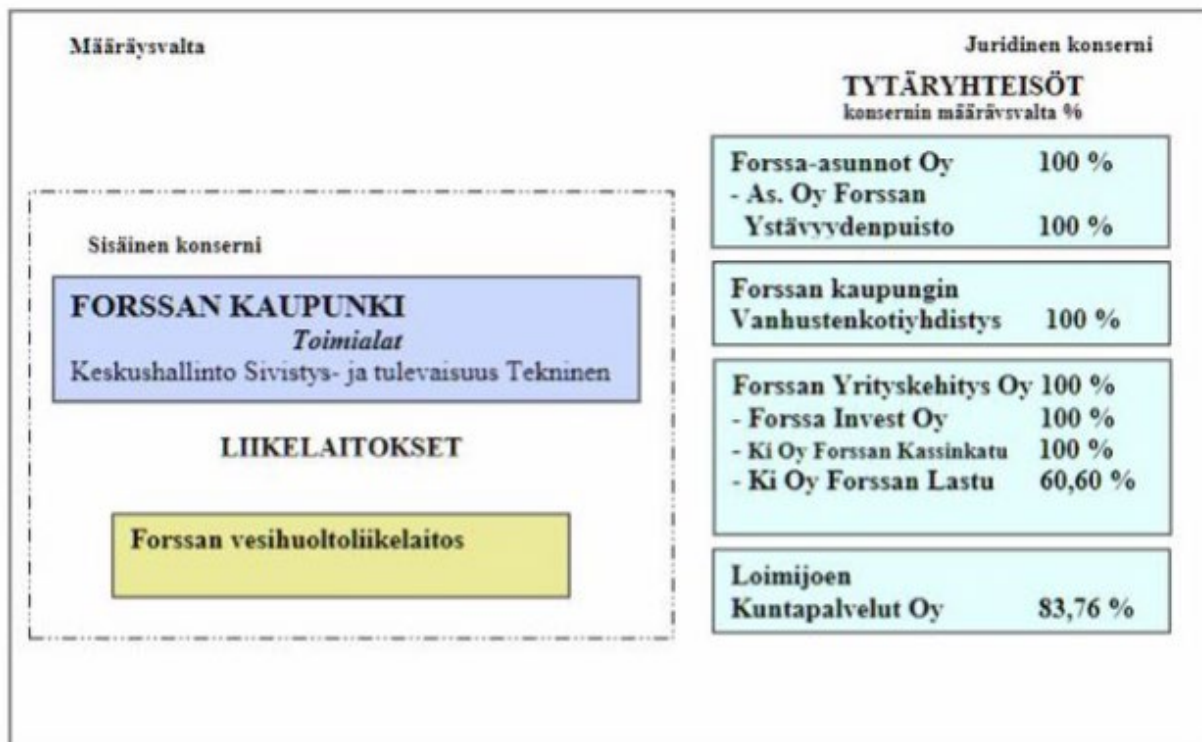 Määräysvalta
Juridinen konserni
TYTÄRYHTEISÖT
konsernin määräysvalta %
Sisäinen konserni
FORSSAN KAUPUNKI
Toimialat
Keskushallinto Sivistys- ja tulevaisuus Tekninen
LIIKELAITOKSET
Forssan vesihuoltoliikelaitos
Forssa-asunnot Oy 100 %
- As. Oy Forssan
Ystävyydenpuisto 100 %
Forssan kaupungin
Vanhustenkotiyhdistys 100 %
Forssan Yrityskehitys Oy 100 %
- Forssa Invest Oy 100 %
- Ki Oy Forssan Kassinkatu 100 %
- Ki Oy Forssan Lastu 60,60 %
Loimijoen
Kuntapalvelut Oy 83,76 %